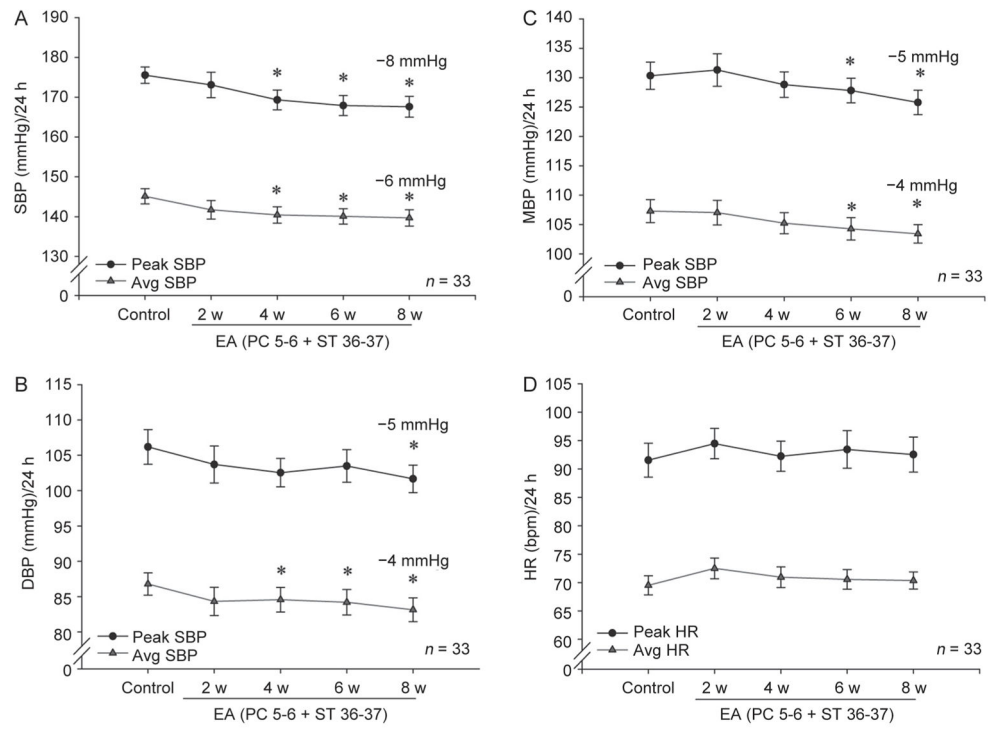 A
190
180
170
160
150
140
130
0
SBP (mmHg)/24 h
−8 mmHg
* * *
−6 mmHg
* * *
Peak SBP
Avg SBP
n = 33
Control 2 w 4 w 6 w 8 w
EA (PC 5-6 + ST 36-37)
C
140
135
130
125
120
115
110
105
100
0
MBP (mmHg)/24 h
−5 mmHg
* *
−4 mmHg
* *
Peak SBP
Avg SBP
n = 33
Control 2 w 4 w 6 w 8 w
EA (PC 5-6 + ST 36-37)
B
115
110
105
100
95
90
85
80
0
DBP (mmHg)/24 h
−5 mmHg
*
−4 mmHg
* * *
Peak SBP
Avg SBP
n = 33
Control 2 w 4 w 6 w 8 w
EA (PC 5-6 + ST 36-37)
D
105
100
95
90
85
80
75
70
65
60
0
HR (bpm)/24 h
Peak HR
Avg HR
n = 33
Control 2 w 4 w 6 w 8 w
EA (PC 5-6 + ST 36-37)